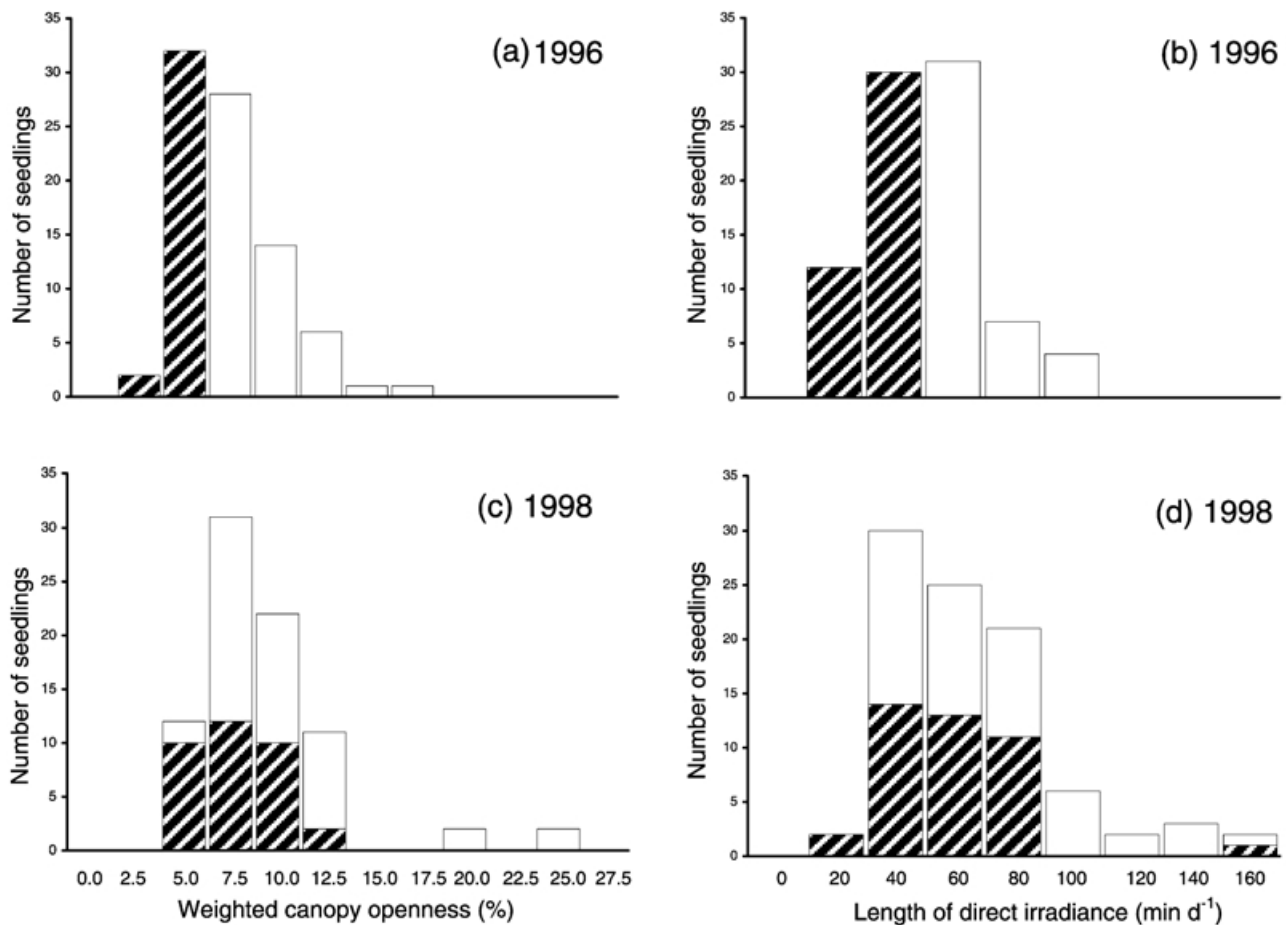 (a) 1996
35
30
25
20
15
10
5
0
Number of seedlings
(b) 1996
35
30
25
20
15
10
5
0
Number of seedlings
(c) 1998
35
30
25
20
15
10
5
0
Number of seedlings
0.0 2.5 5.0 7.5 10.0 12.5 15.0 17.5 20.0 22.5 25.0 27.5
Weighted canopy openness (%)
(d) 1998
35
30
25
20
15
10
5
0
Number of seedlings
0 20 40 60 80 100 120 140 160
Length of direct irradiance (min d⁻¹)